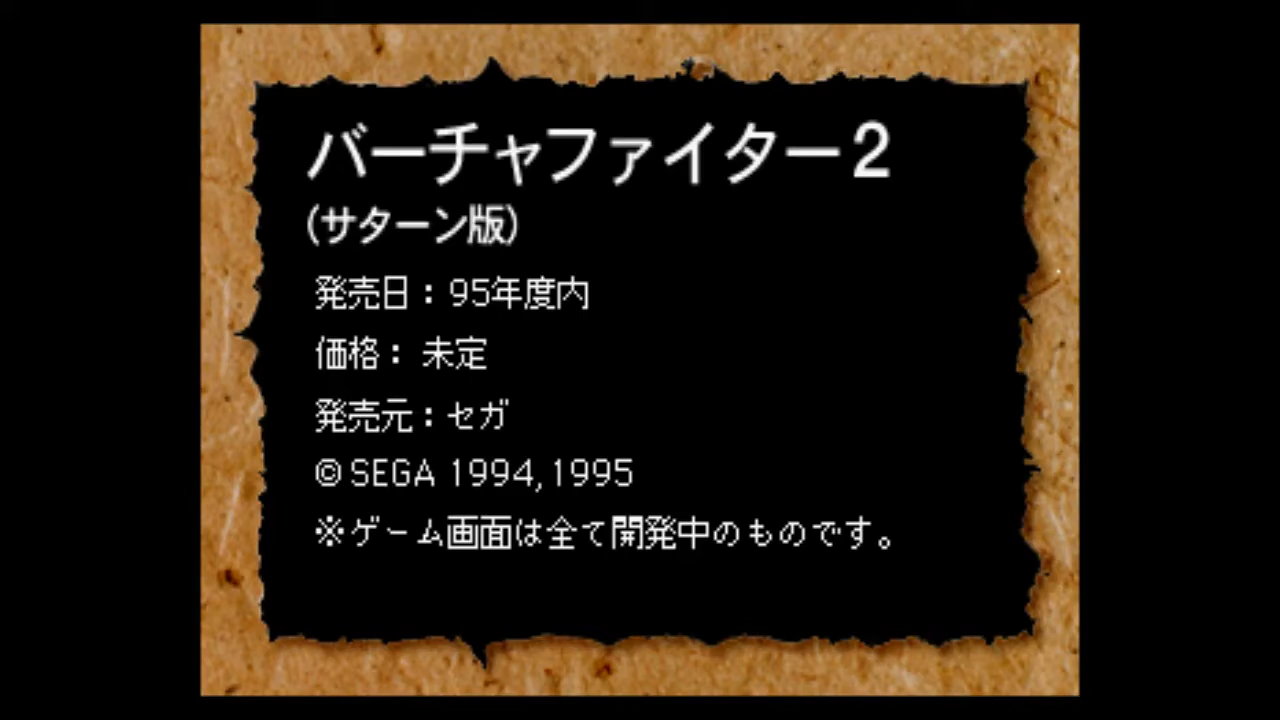 バーチャファイター2
(サターン版)
発売日：95年度内
価格： 未定
発売元：セガ
© SEGA 1994,1995
※ゲーム画面は全て開発中のものです。